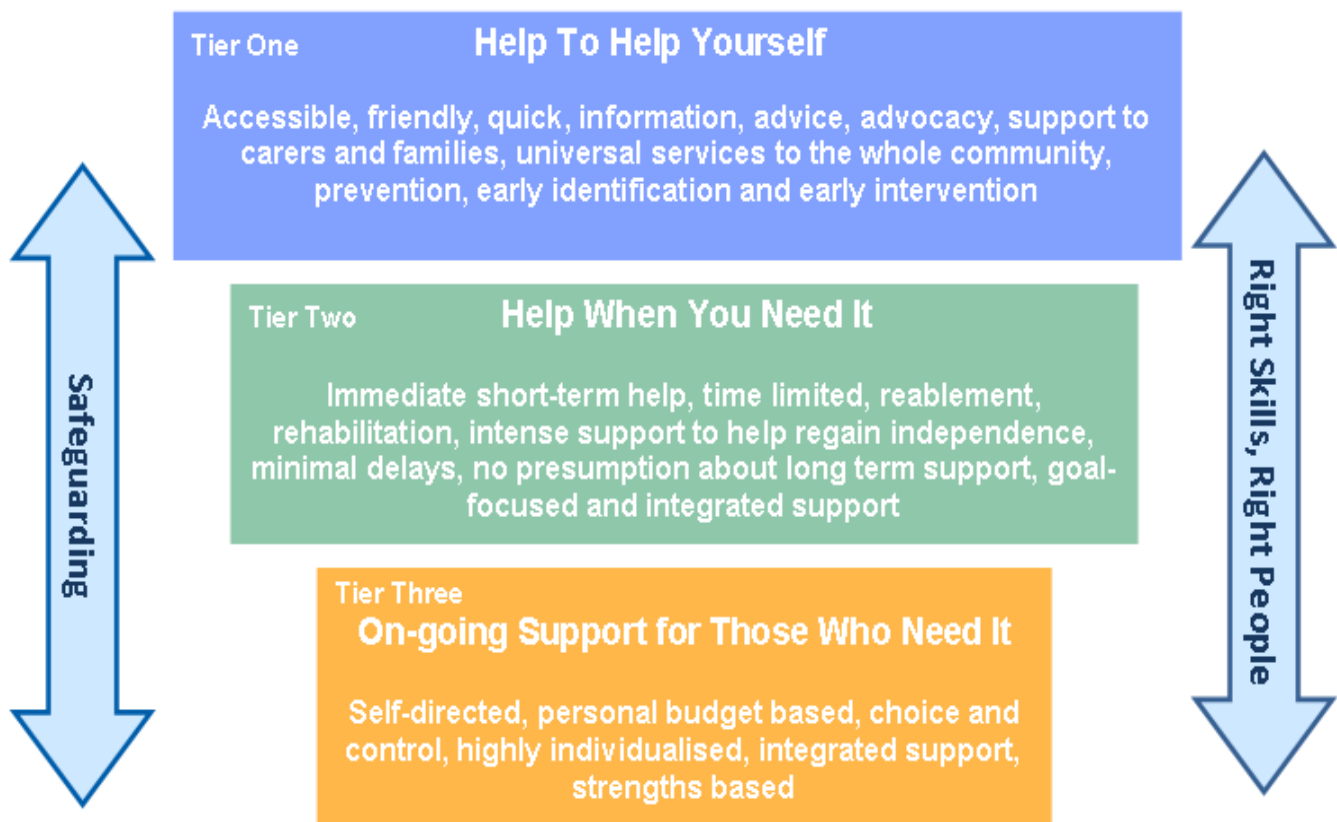 Tier One
Help To Help Yourself
Accessible, friendly, quick, information, advice, advocacy, support to
carers and families, universal services to the whole community,
prevention, early identification and early intervention
Tier Two
Help When You Need It
Immediate short-term help, time limited, reablement,
rehabilitation, intense support to help regain independence,
minimal delays, no presumption about long term support, goal-
focused and integrated support
Tier Three
On-going Support for Those Who Need It
Self-directed, personal budget based, choice and
control, highly individualised, integrated support,
strengths based
Safeguarding
Right Skills, Right People